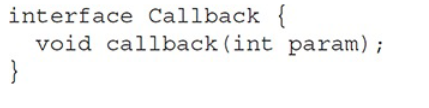 interface Callback {
  void callback(int param);
}